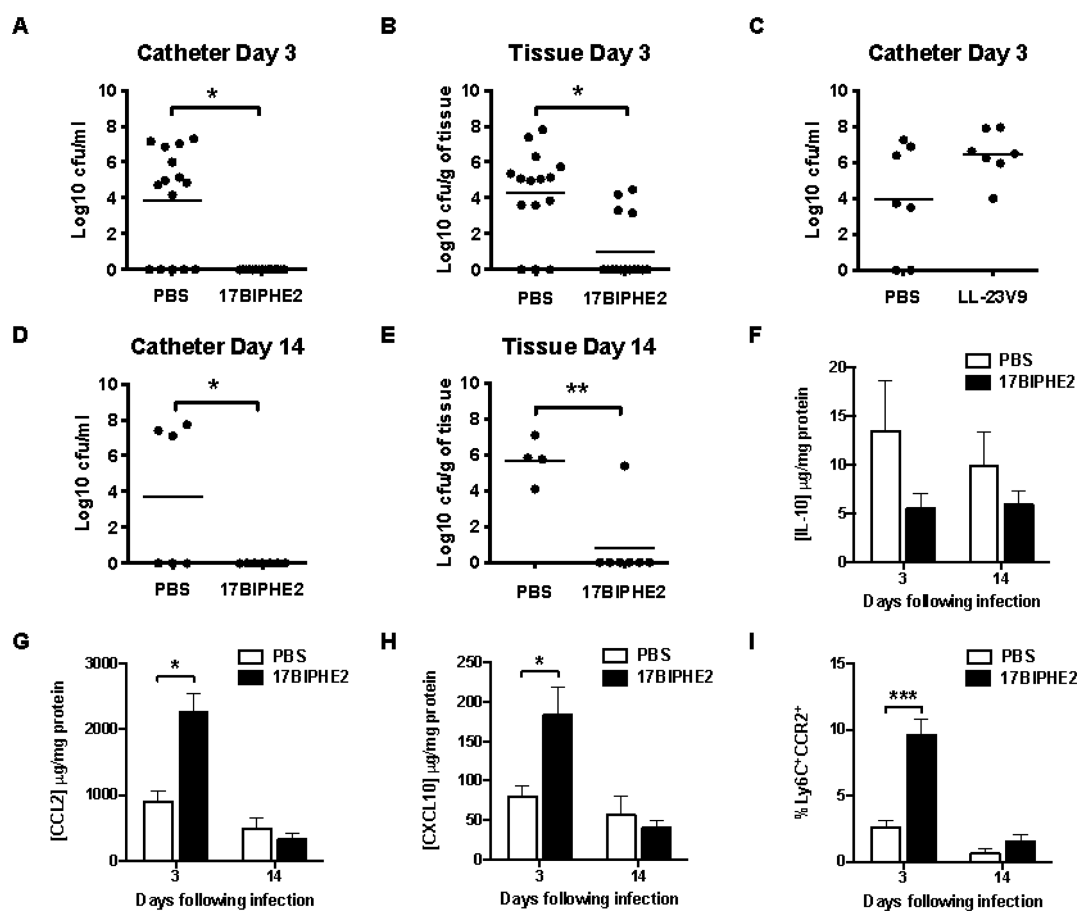 A
Catheter Day 3
Log10 cfu/ml
10
8
6
4
2
0
*
PBS 17BIPHE2
B
Tissue Day 3
Log10 cfu/g of tissue
10
8
6
4
2
0
*
PBS 17BIPHE2
C
Catheter Day 3
Log10 cfu/ml
10
8
6
4
2
0
PBS LL-23V9
D
Catheter Day 14
Log10 cfu/ml
10
8
6
4
2
0
*
PBS 17BIPHE2
E
Tissue Day 14
Log10 cfu/g of tissue
10
8
6
4
2
0
**
PBS 17BIPHE2
F
PBS
17BIPHE2
[IL-10] µg/mg protein
20
15
10
5
0
3 14
Days following infection
G
PBS
17BIPHE2
[CCL2] µg/mg protein
3000
2000
1000
0
*
3 14
Days following infection
H
PBS
17BIPHE2
[CXCL10] µg/mg protein
250
200
150
100
50
0
*
3 14
Days following infection
I
PBS
17BIPHE2
% Ly6C⁺CCR2⁺
15
10
5
0
***
3 14
Days following infection